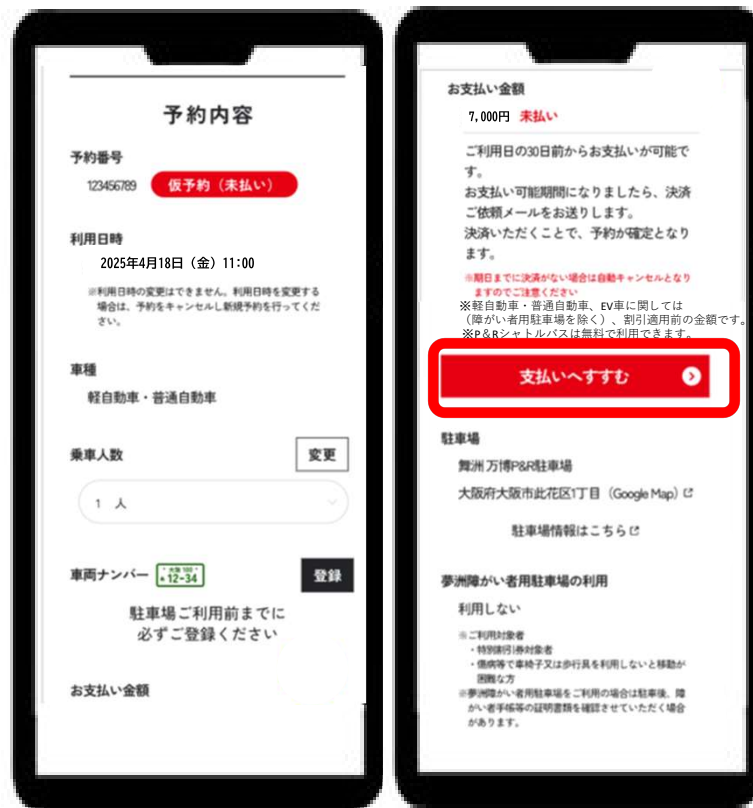 予約内容
予約番号
123456789 仮予約（未払い）
利用日時
2025年4月18日（金）11:00
※利用日時の変更はできません。利用日時を変更する
場合は、予約をキャンセルし新規予約を行ってくだ
さい。
車種
軽自動車・普通自動車
乗車人数 変更
1 人
車両ナンバー 大阪 100 12-34 登録
駐車場ご利用前までに
必ずご登録ください
お支払い金額
お支払い金額
7,000円 未払い
ご利用日の30日前からお支払いが可能で
す。
お支払い可能期間になりましたら、決済
ご依頼メールをお送りします。
決済いただくことで、予約が確定となり
ます。
※期日までに決済がない場合は自動キャンセルとなり
ますのでご注意ください
※軽自動車・普通自動車、EV車に関しては
（障がい者用駐車場を除く）、割引適用前の金額です。
※P＆Rシャトルバスは無料で利用できます。
支払いへすすむ
駐車場
舞洲万博P&R駐車場
大阪府大阪市此花区1丁目（Google Map）
駐車場情報はこちら
夢洲障がい者用駐車場の利用
利用しない
※ご利用対象者
・特別割引券対象者
・傷病等で車椅子又は歩行具を利用しないと移動が
困難な方
※夢洲障がい者用駐車場をご利用の場合は駐車後、障
がい者手帳等の証明書類を確認させていただく場合
があります。